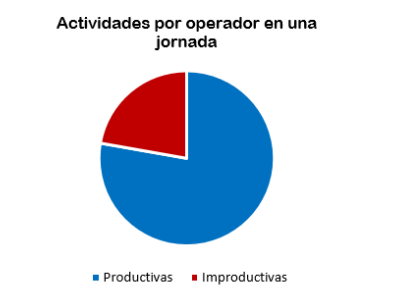 Actividades por operador en una
jornada
Productivas
Improductivas